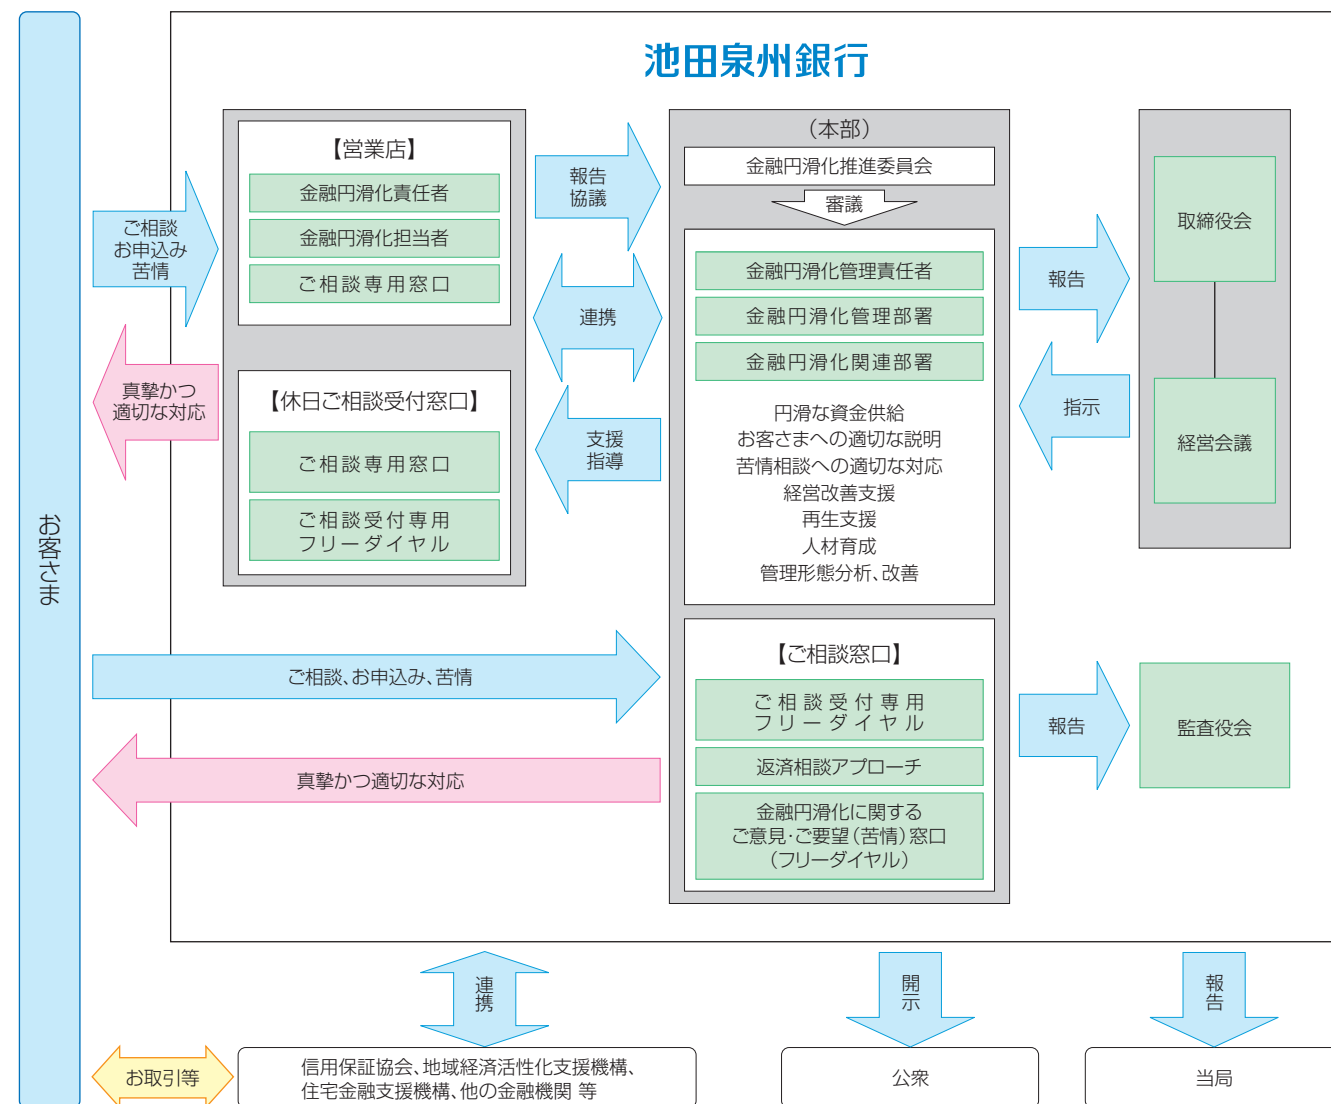 池田泉州銀行
お客さま
ご相談
お申込み
苦情
真摯かつ
適切な対応
【営業店】
金融円滑化責任者
金融円滑化担当者
ご相談専用窓口
【休日ご相談受付窓口】
ご相談専用窓口
ご相談受付専用
フリーダイヤル
報告
協議
連携
支援
指導
（本部）
金融円滑化推進委員会
審議
金融円滑化管理責任者
金融円滑化管理部署
金融円滑化関連部署
円滑な資金供給
お客さまへの適切な説明
苦情相談への適切な対応
経営改善支援
再生支援
人材育成
管理形態分析、改善
報告
指示
取締役会
経営会議
ご相談、お申込み、苦情
真摯かつ適切な対応
【ご相談窓口】
ご相談受付専用
フリーダイヤル
返済相談アプローチ
金融円滑化に関する
ご意見・ご要望（苦情）窓口
（フリーダイヤル）
報告
監査役会
連携
開示
報告
お取引等
信用保証協会、地域経済活性化支援機構、
住宅金融支援機構、他の金融機関 等
公衆
当局